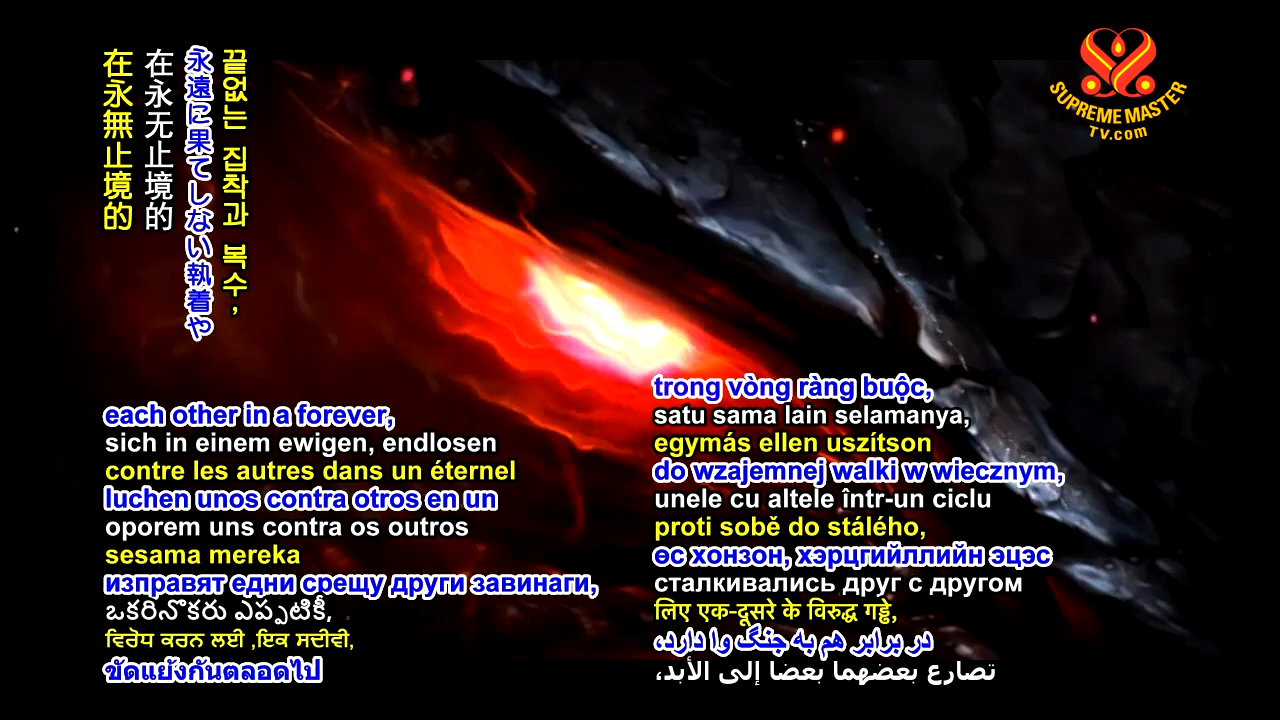 在永無止境的
在永无止境的
永遠に果てしない執着や
끝없는 집착과 복수,
SUPREME MASTER
TV.com
each other in a forever,
sich in einem ewigen, endlosen
contre les autres dans un éternel
luchen unos contra otros en un
oporem uns contra os outros
sesama mereka
изправят едни срещу други завинаги,
ఒకరినొకరు ఎప్పటికీ,
ਵਿਰੋਧ ਕਰਨ ਲਈ ,ਇਕ ਸਦੀਵੀ,
ขัดแย้งกันตลอดไป
trong vòng ràng buộc,
satu sama lain selamanya,
egymás ellen uszítson
do wzajemnej walki w wiecznym,
unele cu altele într-un ciclu
proti sobě do stálého,
өс хонзон, хэрцгийллийн эцэс
сталкивались друг с другом
लिए एक-दूसरे के विरुद्ध गड्ढे,
در برابر هم به جنگ وا دارد،
تصارع بعضهما بعضا إلى الأبد،